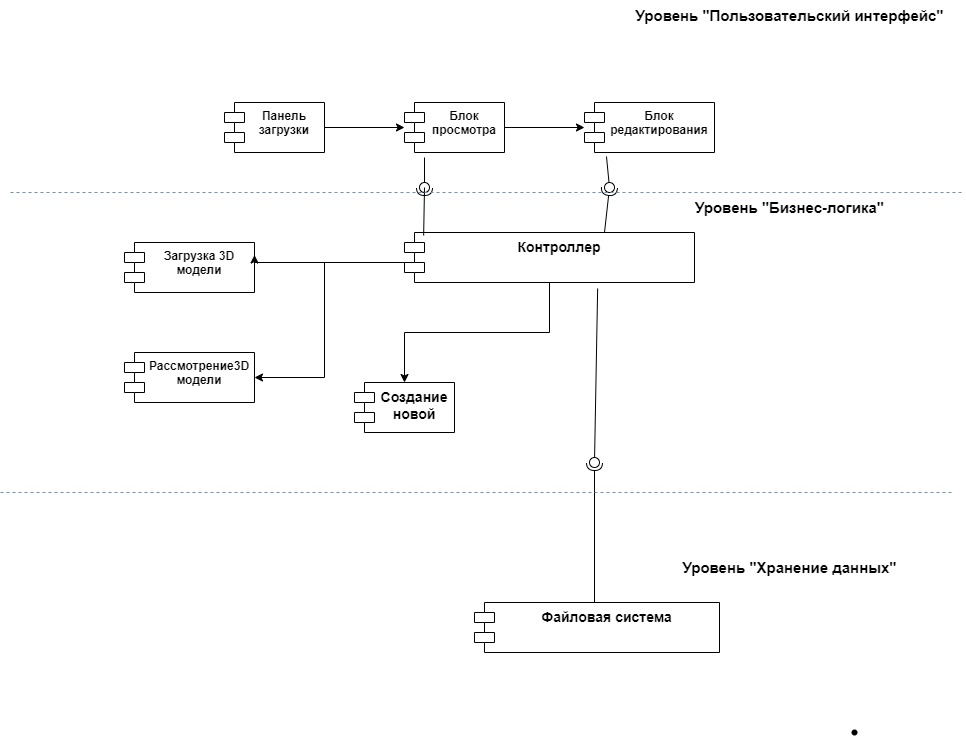 Уровень "Пользовательский интерфейс"
Панель
загрузки
Блок
просмотра
Блок
редактирования
Уровень "Бизнес-логика"
Контроллер
Загрузка 3D
модели
Рассмотрение3D
модели
Создание
новой
Уровень "Хранение данных"
Файловая система